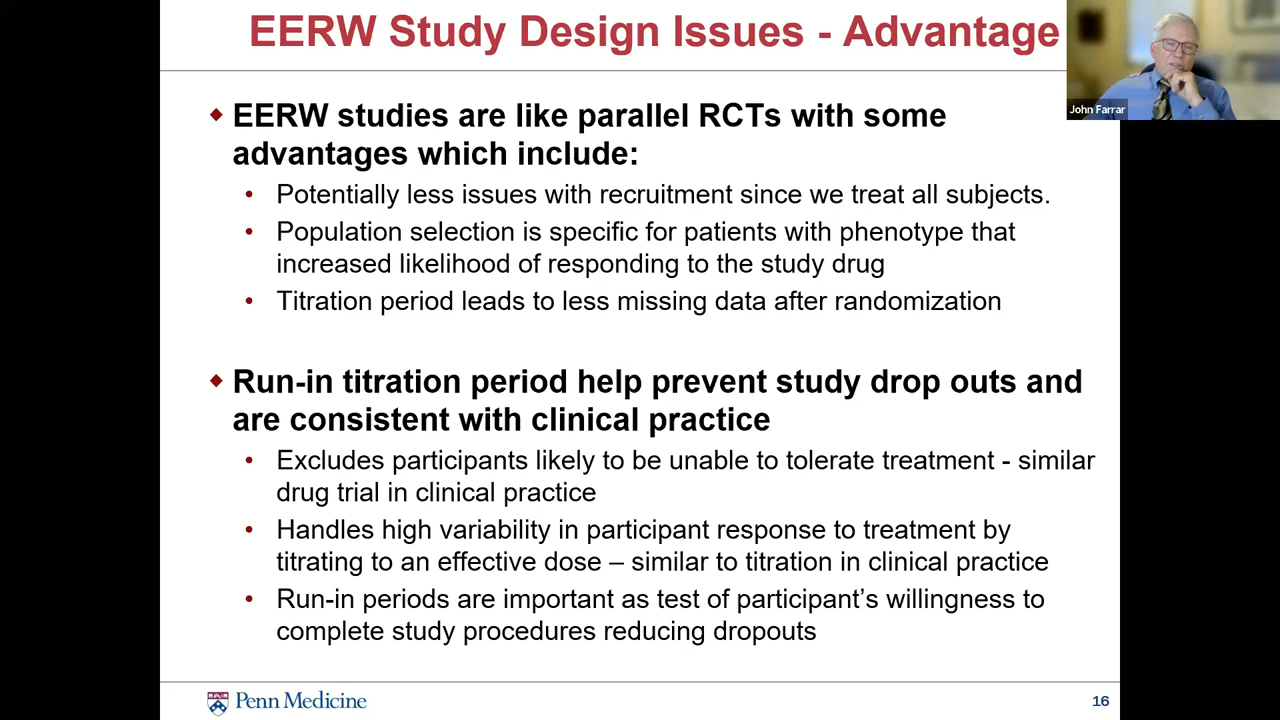 EERW Study Design Issues - Advantage
John Farrar
EERW studies are like parallel RCTs with some
advantages which include:
Potentially less issues with recruitment since we treat all subjects.
Population selection is specific for patients with phenotype that
increased likelihood of responding to the study drug
Titration period leads to less missing data after randomization
Run-in titration period help prevent study drop outs and
are consistent with clinical practice
Excludes participants likely to be unable to tolerate treatment - similar
drug trial in clinical practice
Handles high variability in participant response to treatment by
titrating to an effective dose – similar to titration in clinical practice
Run-in periods are important as test of participant's willingness to
complete study procedures reducing dropouts
Penn Medicine
16